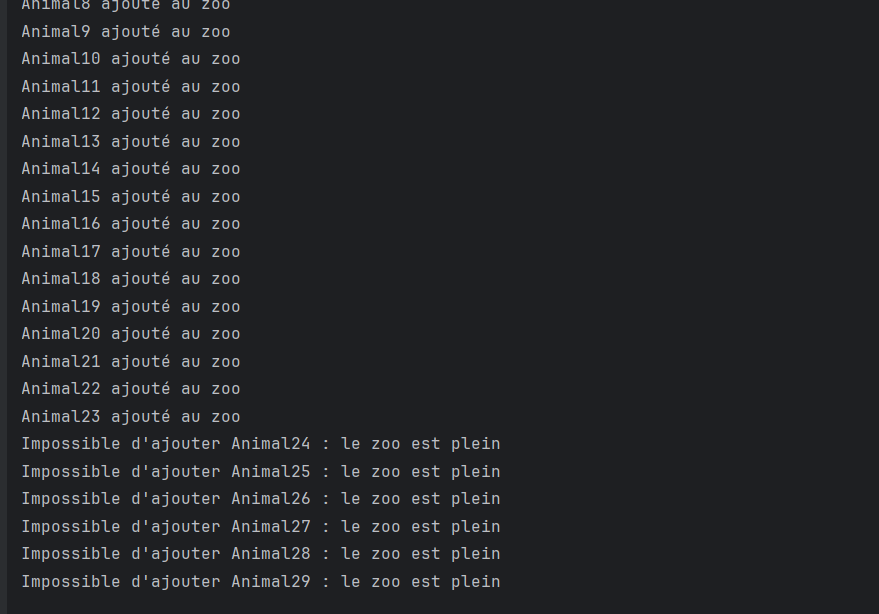 Animal8 ajouté au zoo
Animal9 ajouté au zoo
Animal10 ajouté au zoo
Animal11 ajouté au zoo
Animal12 ajouté au zoo
Animal13 ajouté au zoo
Animal14 ajouté au zoo
Animal15 ajouté au zoo
Animal16 ajouté au zoo
Animal17 ajouté au zoo
Animal18 ajouté au zoo
Animal19 ajouté au zoo
Animal20 ajouté au zoo
Animal21 ajouté au zoo
Animal22 ajouté au zoo
Animal23 ajouté au zoo
Impossible d'ajouter Animal24 : le zoo est plein
Impossible d'ajouter Animal25 : le zoo est plein
Impossible d'ajouter Animal26 : le zoo est plein
Impossible d'ajouter Animal27 : le zoo est plein
Impossible d'ajouter Animal28 : le zoo est plein
Impossible d'ajouter Animal29 : le zoo est plein